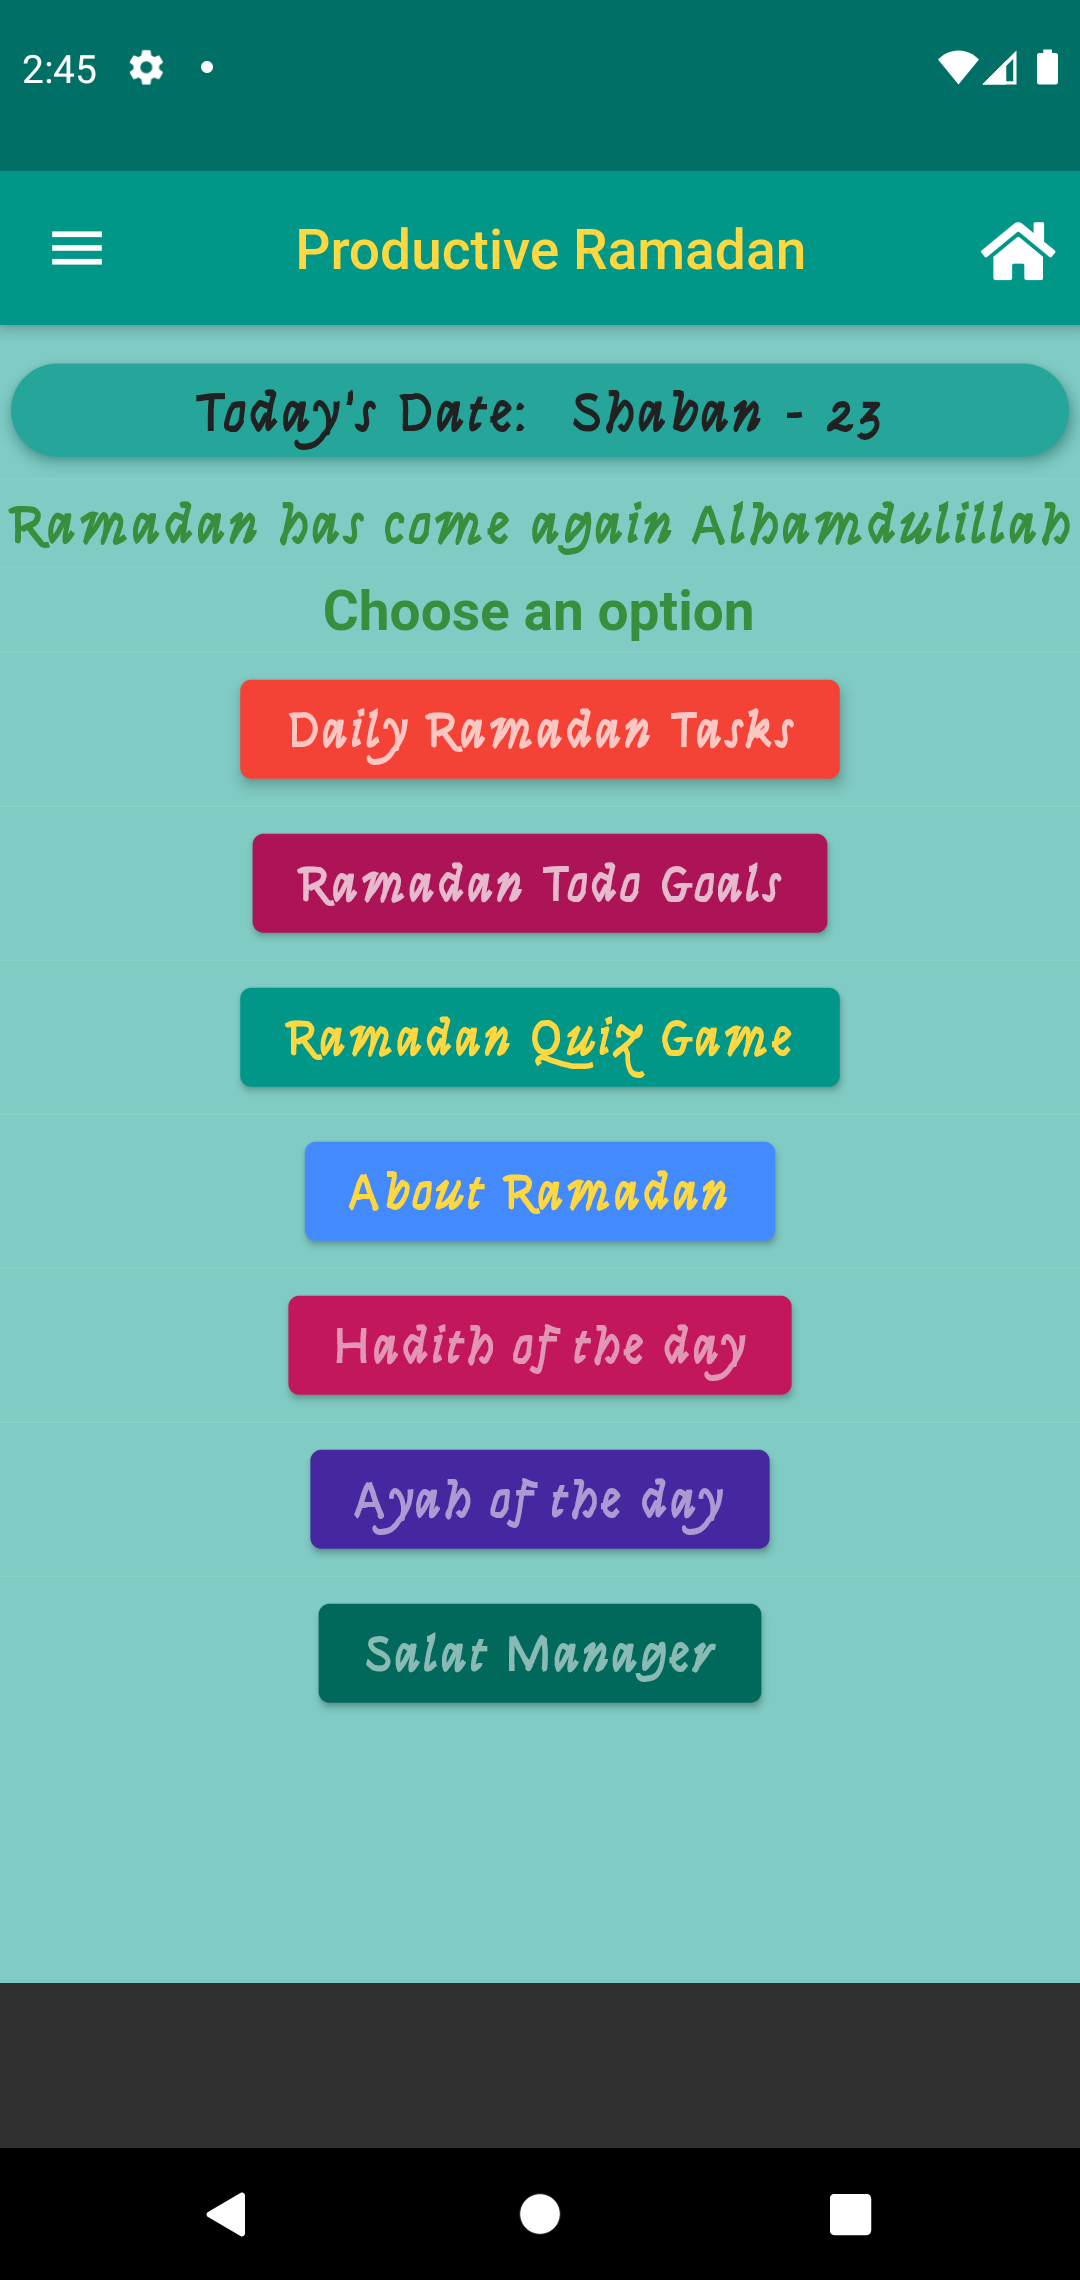 2:45
Productive Ramadan
Today's Date:  Shaban - 23
Ramadan has come again Alhamdulillah
Choose an option
Daily Ramadan Tasks
Ramadan Todo Goals
Ramadan Quiz Game
About Ramadan
Hadith of the day
Ayah of the day
Salat Manager